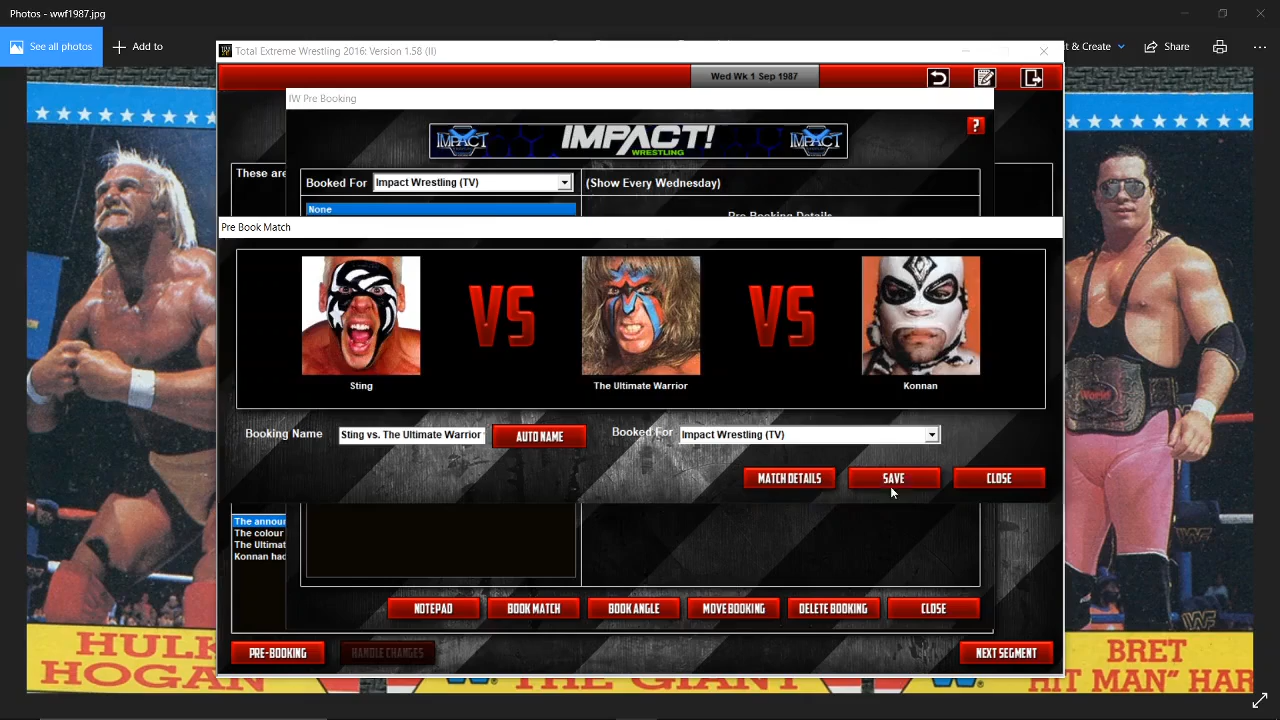 Photos - wwf1987.jpg
See all photos
Add to
t & Create
Share
Total Extreme Wrestling 2016: Version 1.58 (II)
Wed Wk 1 Sep 1987
IW Pre Booking
IMPACT
IMPACT!
WRESTLING
IMPACT
?
These are
Booked For
Impact Wrestling (TV)
(Show Every Wednesday)
None
Pre Booking Details
Pre Book Match
VS
VS
Sting
The Ultimate Warrior
Konnan
Booking Name
Sting vs. The Ultimate Warrior
AUTO NAME
Booked For
Impact Wrestling (TV)
MATCH DETAILS
SAVE
CLOSE
World
The annour
The colour
The Ultimat
Konnan had
NOTEPAD
BOOK MATCH
BOOK ANGLE
MOVE BOOKING
DELETE BOOKING
CLOSE
PRE-BOOKING
HANDLE CHANGES
NEXT SEGMENT
HULK
HOGAN
THE GIANT
BRET
HIT MAN" HAR